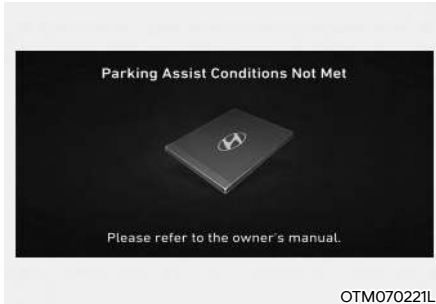 Parking Assist Conditions Not Met
Please refer to the owner's manual.
OTM070221L